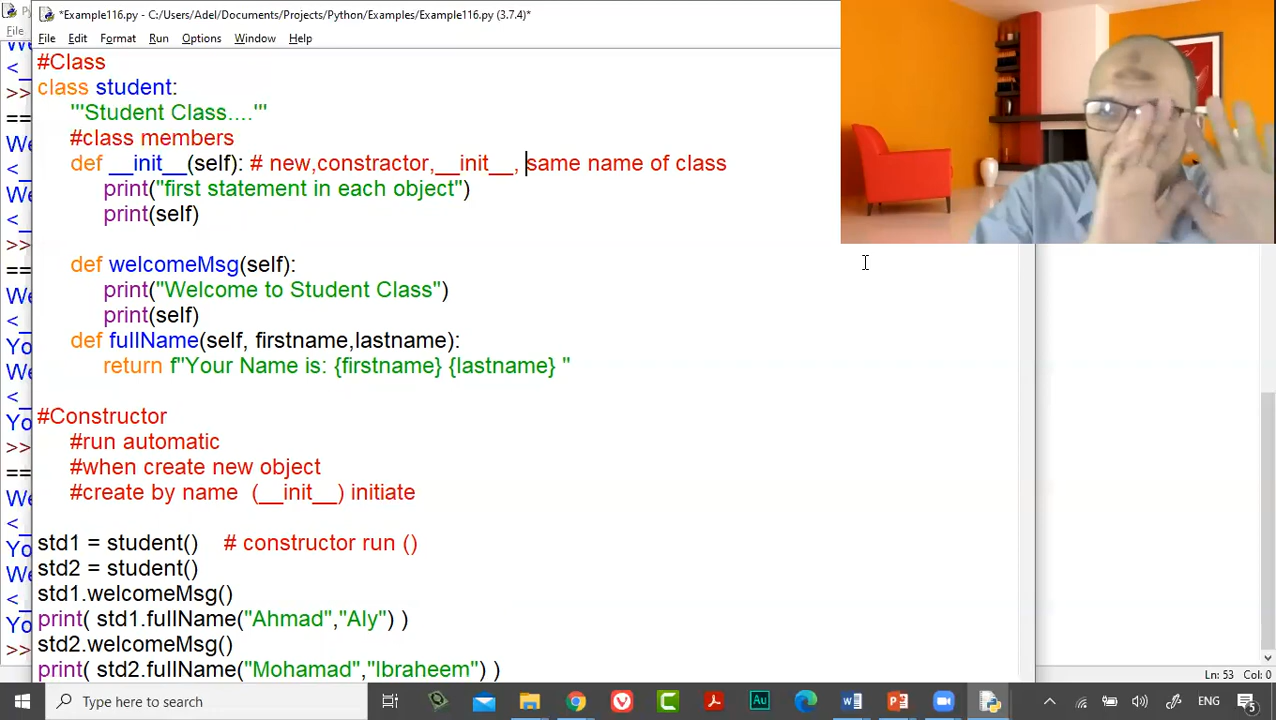 *Example116.py - C:/Users/Adel/Documents/Projects/Python/Examples/Example116.py (3.7.4)*
File Edit Format Run Options Window Help
#Class
class student:
'''Student Class....'''
#class members
def __init__(self): # new,constractor,__init__, same name of class
print("first statement in each object")
print(self)
def welcomeMsg(self):
print("Welcome to Student Class")
print(self)
def fullName(self, firstname,lastname):
return f"Your Name is: {firstname} {lastname} "
#Constructor
#run automatic
#when create new object
#create by name (__init__) initiate
std1 = student() # constructor run ()
std2 = student()
std1.welcomeMsg()
print( std1.fullName("Ahmad","Aly") )
std2.welcomeMsg()
print( std2.fullName("Mohamad","Ibraheem") )
Ln: 53 Col: 0
Type here to search
ENG
5